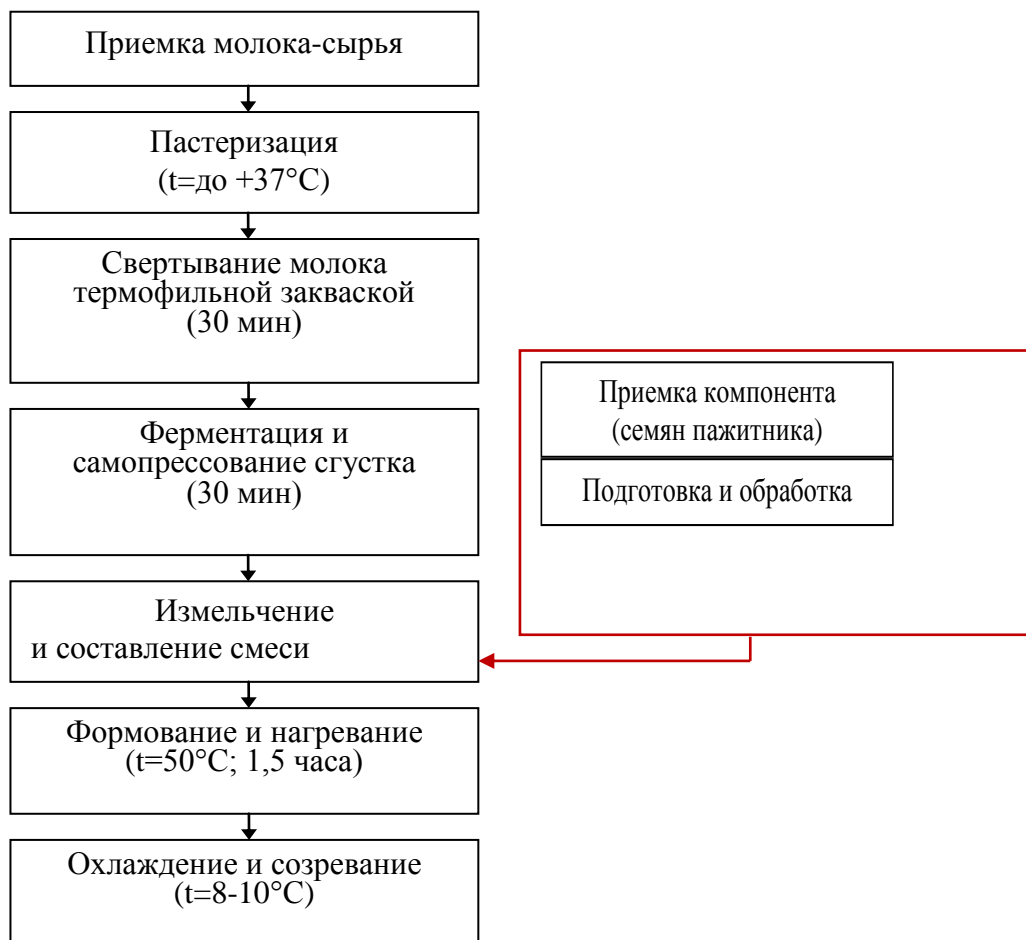 Приемка молока-сырья
Пастеризация
(t=до +37°С)
Свертывание молока
термофильной закваской
(30 мин)
Ферментация и
самопрессование сгустка
(30 мин)
Измельчение
и составление смеси
Приемка компонента
(семян пажитника)
Подготовка и обработка
Формование и нагревание
(t=50°С; 1,5 часа)
Охлаждение и созревание
(t=8-10°С)